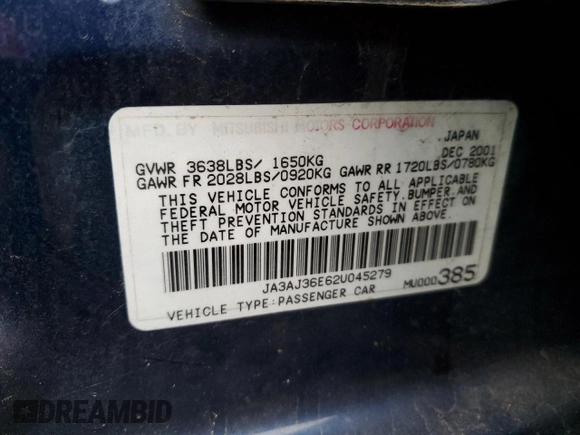 MFD. BY MITSUBISHI MOTORS CORPORATION
JAPAN
GVWR 3638LBS/ 1650KG DEC 2001
GAWR FR 2028LBS/0920KG GAWR RR 1720LBS/0780KG
THIS VEHICLE CONFORMS TO ALL APPLICABLE
FEDERAL MOTOR VEHICLE SAFETY,BUMPER,AND
THEFT PREVENTION STANDARDS IN EFFECT ON
THE DATE OF MANUFACTURE SHOWN ABOVE.
JA3AJ36E62U045279
MU000385
VEHICLE TYPE:PASSENGER CAR
DREAMBID